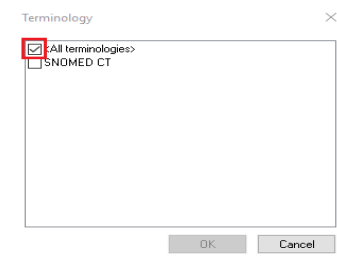 Terminology
<All terminologies>
SNOMED CT
OK
Cancel